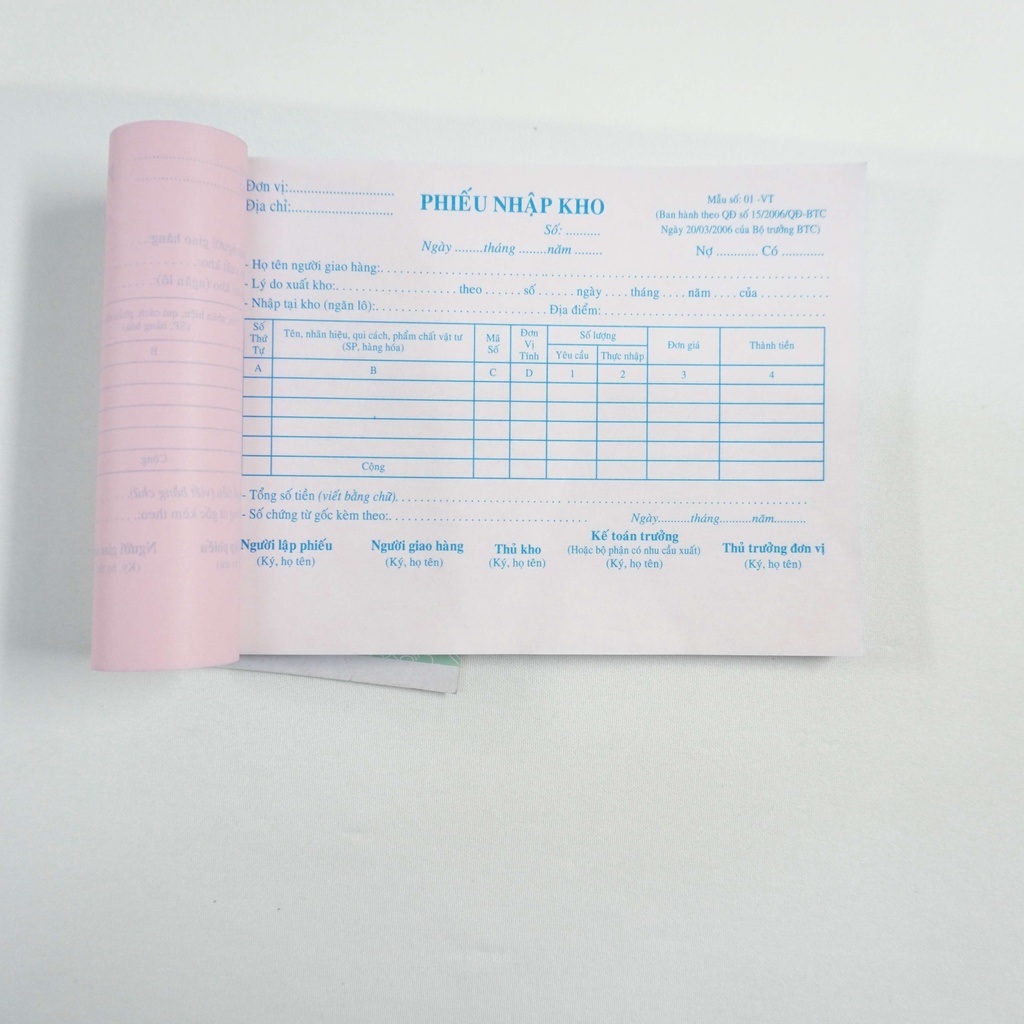 Đơn vị:............................
Địa chỉ:...........................
PHIẾU NHẬP KHO
Số: ..........
Ngày ........tháng ........năm ........
Mẫu số: 01 -VT
(Ban hành theo QĐ số 15/2006/QĐ-BTC
Ngày 20/03/2006 của Bộ trưởng BTC)
Nợ ............ Có ............
- Họ tên người giao hàng:..........................................................................
- Lý do xuất kho:.................... theo ...... số ...... ngày .... tháng .... năm .... của ...........
- Nhập tại kho (ngăn lô):............................. Địa điểm: .....................................
Số Thứ Tự
Tên, nhãn hiệu, qui cách, phẩm chất vật tư
(SP, hàng hóa)
Mã Số
Đơn Vị Tính
Số lượng
Yêu cầu
Thực nhập
Đơn giá
Thành tiền
A B C D 1 2 3 4
Cộng
- Tổng số tiền (viết bằng chữ)..........................................................................
- Số chứng từ gốc kèm theo:.................................
Ngày..........tháng..........năm..........
Người lập phiếu
(Ký, họ tên)
Người giao hàng
(Ký, họ tên)
Thủ kho
(Ký, họ tên)
Kế toán trưởng
(Hoặc bộ phận có nhu cầu xuất)
(Ký, họ tên)
Thủ trưởng đơn vị
(Ký, họ tên)